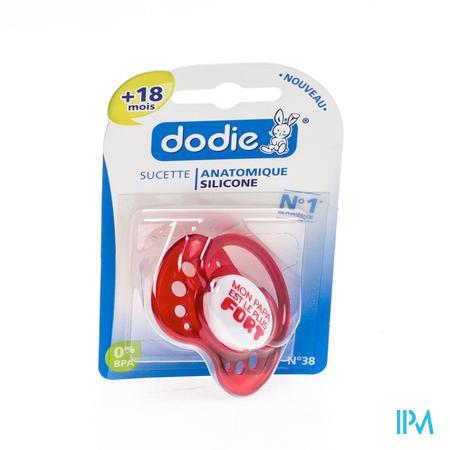 +18
mois
NOUVEAU
dodie
SUCETTE
ANATOMIQUE
SILICONE
N°1
MON PAPA
EST LE PLUS
FORT
0%
BPA
N°38
IPM